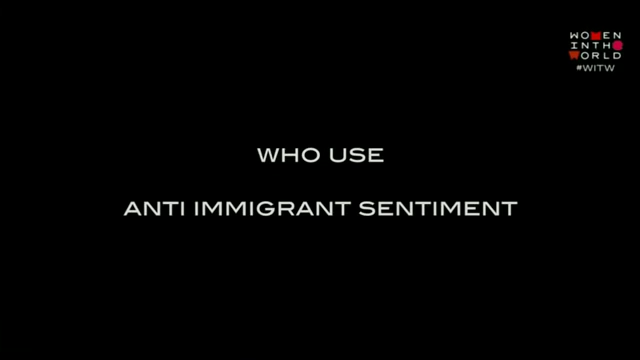 WOMEN
IN THE
WORLD
#WITW
WHO USE
ANTI IMMIGRANT SENTIMENT